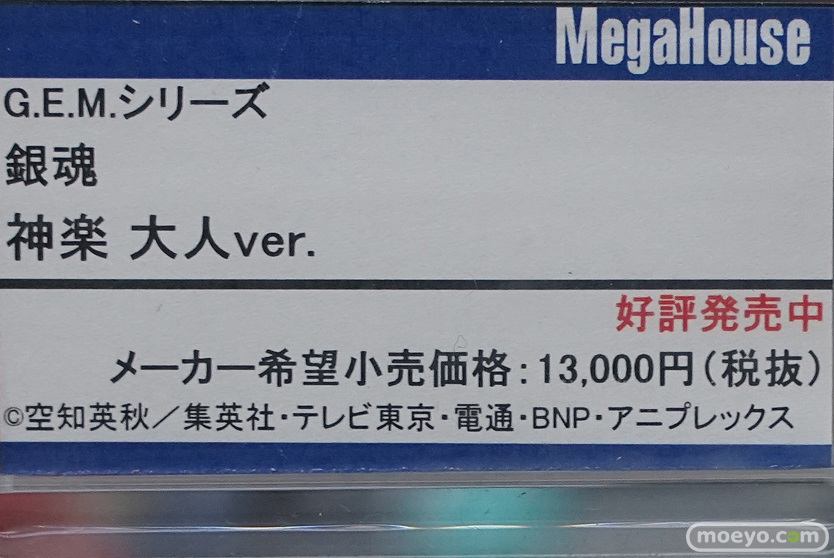 MegaHouse
G.E.M.シリーズ
銀魂
神楽 大人ver.
好評発売中
メーカー希望小売価格：13,000円（税抜）
©空知英秋／集英社・テレビ東京・電通・BNP・アニプレックス
moeyo.com